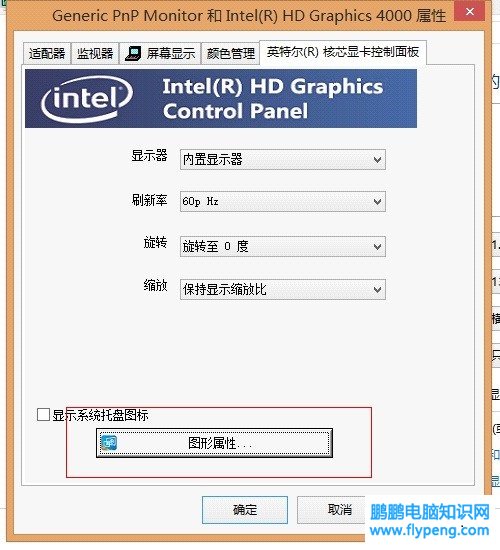 Generic PnP Monitor 和 Intel(R) HD Graphics 4000 属性
适配器 监视器 屏幕显示 颜色管理 英特尔(R) 核芯显卡控制面板
intel
Intel(R) HD Graphics
Control Panel
显示器 内置显示器
刷新率 60p Hz
旋转 旋转至 0 度
缩放 保持显示缩放比
显示系统托盘图标
图形属性...
确定 取消
鹏鹏电脑知识网
www.flypeng.com